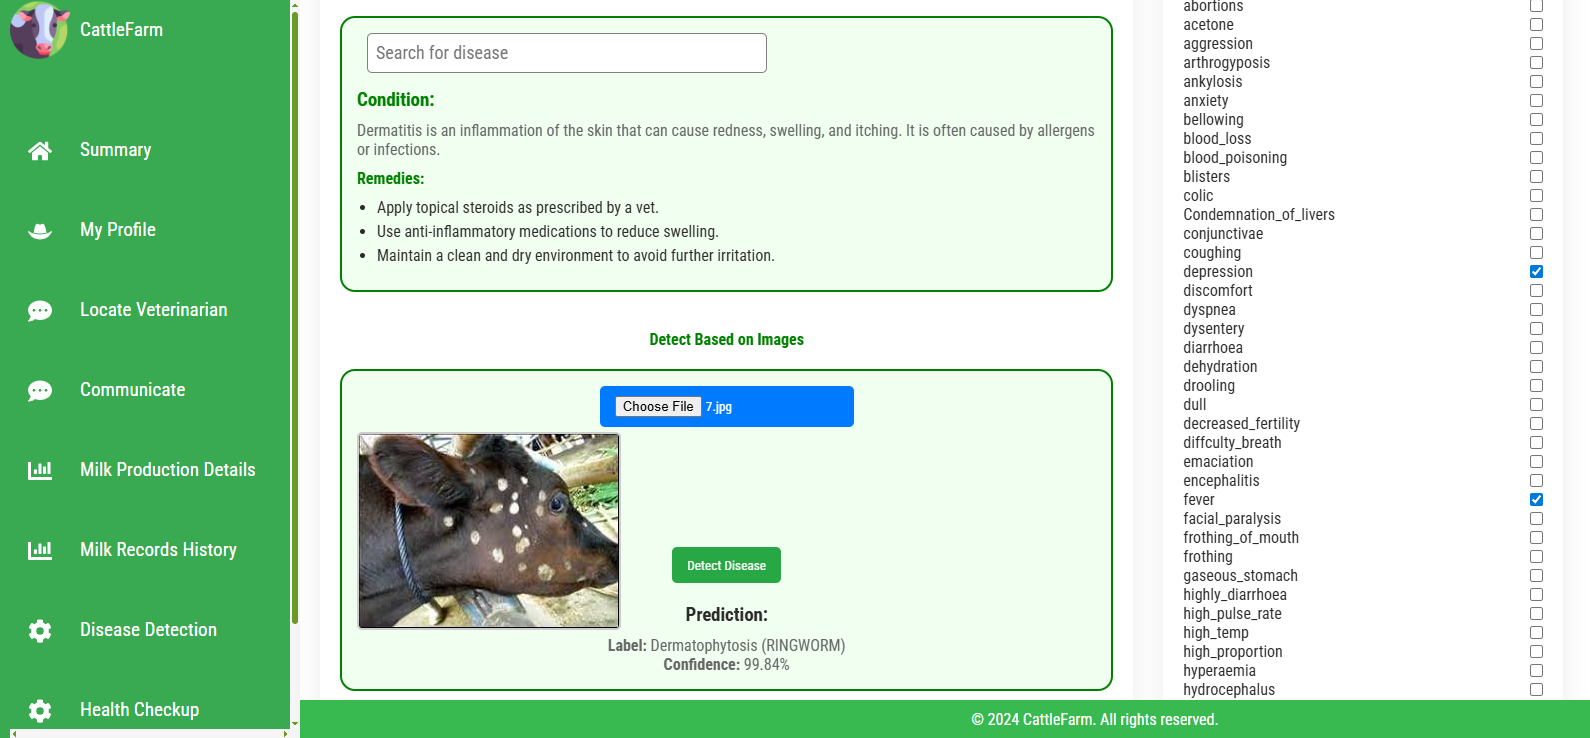 CattleFarm
Summary
My Profile
Locate Veterinarian
Communicate
Milk Production Details
Milk Records History
Disease Detection
Health Checkup
Search for disease
Condition:
Dermatitis is an inflammation of the skin that can cause redness, swelling, and itching. It is often caused by allergens
or infections.
Remedies:
Apply topical steroids as prescribed by a vet.
Use anti-inflammatory medications to reduce swelling.
Maintain a clean and dry environment to avoid further irritation.
Detect Based on Images
Choose File 7.jpg
Detect Disease
Prediction:
Label: Dermatophytosis (RINGWORM)
Confidence: 99.84%
abortions
acetone
aggression
arthrogyposis
ankylosis
anxiety
bellowing
blood_loss
blood_poisoning
blisters
colic
Condemnation_of_livers
conjunctivae
coughing
depression
discomfort
dyspnea
dysentery
diarrhoea
dehydration
drooling
dull
decreased_fertility
diffculty_breath
emaciation
encephalitis
fever
facial_paralysis
frothing_of_mouth
frothing
gaseous_stomach
highly_diarrhoea
high_pulse_rate
high_temp
high_proportion
hyperaemia
hydrocephalus
© 2024 CattleFarm. All rights reserved.